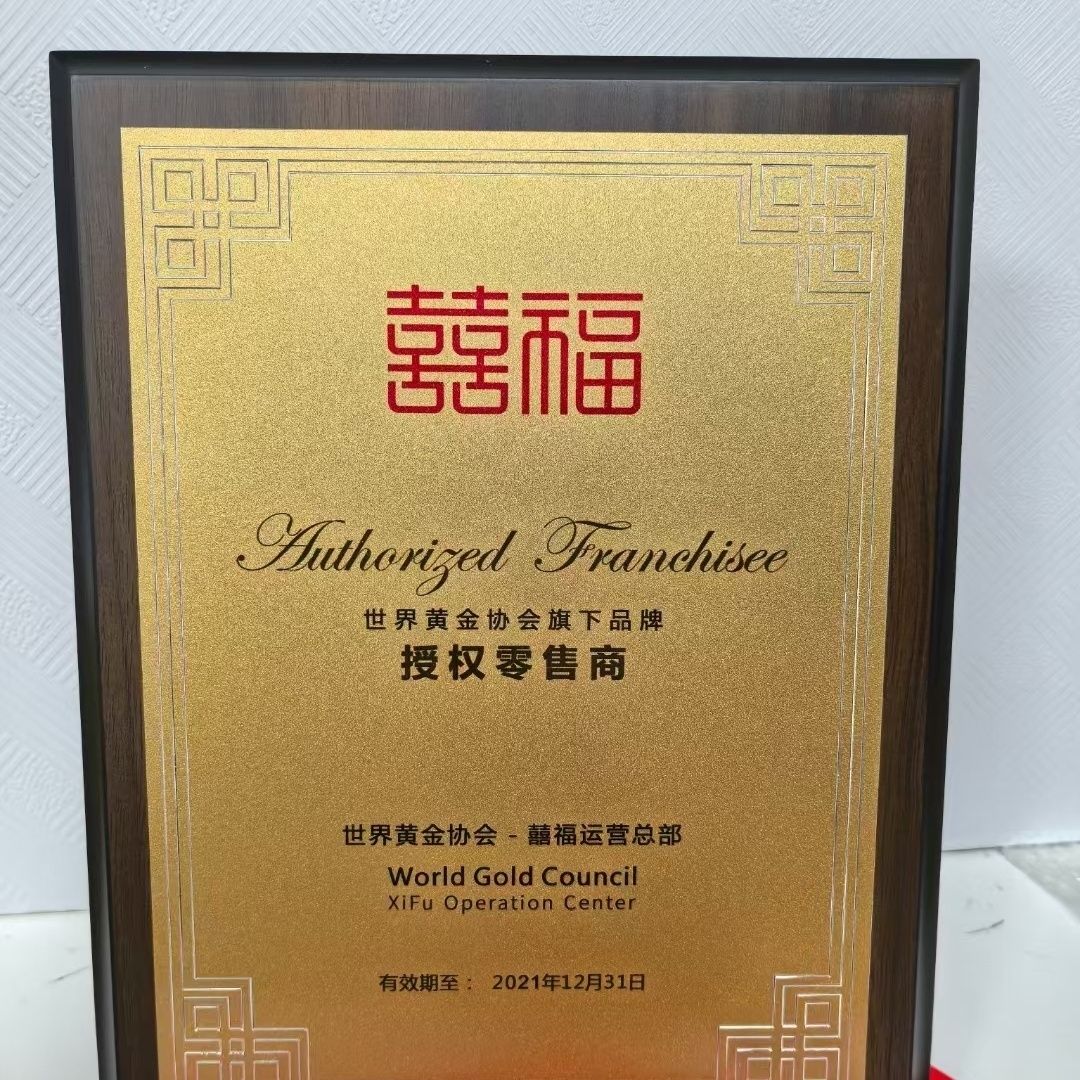 囍福
Authorized Franchisee
世界黄金协会旗下品牌
授权零售商
世界黄金协会 - 囍福运营总部
World Gold Council
XiFu Operation Center
有效期至： 2021年12月31日